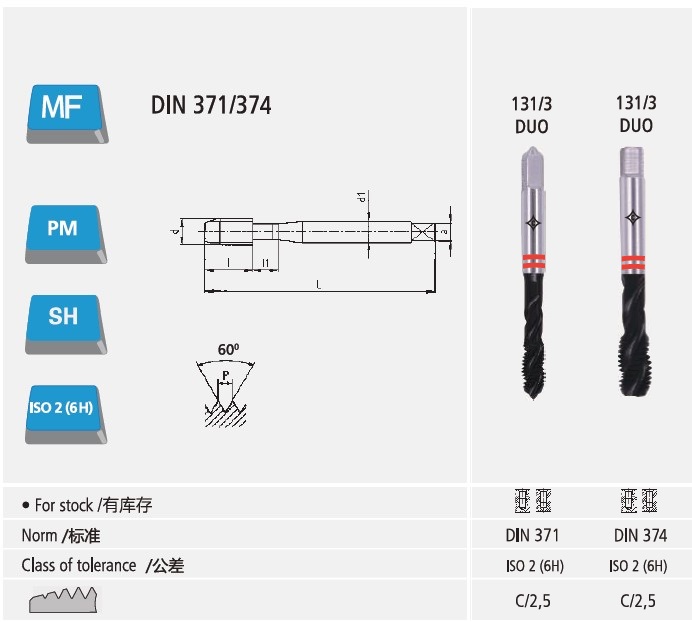 MF
DIN 371/374
131/3
DUO
131/3
DUO
PM
SH
ISO 2 (6H)
d
d1
a
l
l1
L
60⁰
P
• For stock /有库存
Norm /标准
DIN 371
DIN 374
Class of tolerance /公差
ISO 2 (6H)
ISO 2 (6H)
C/2,5
C/2,5